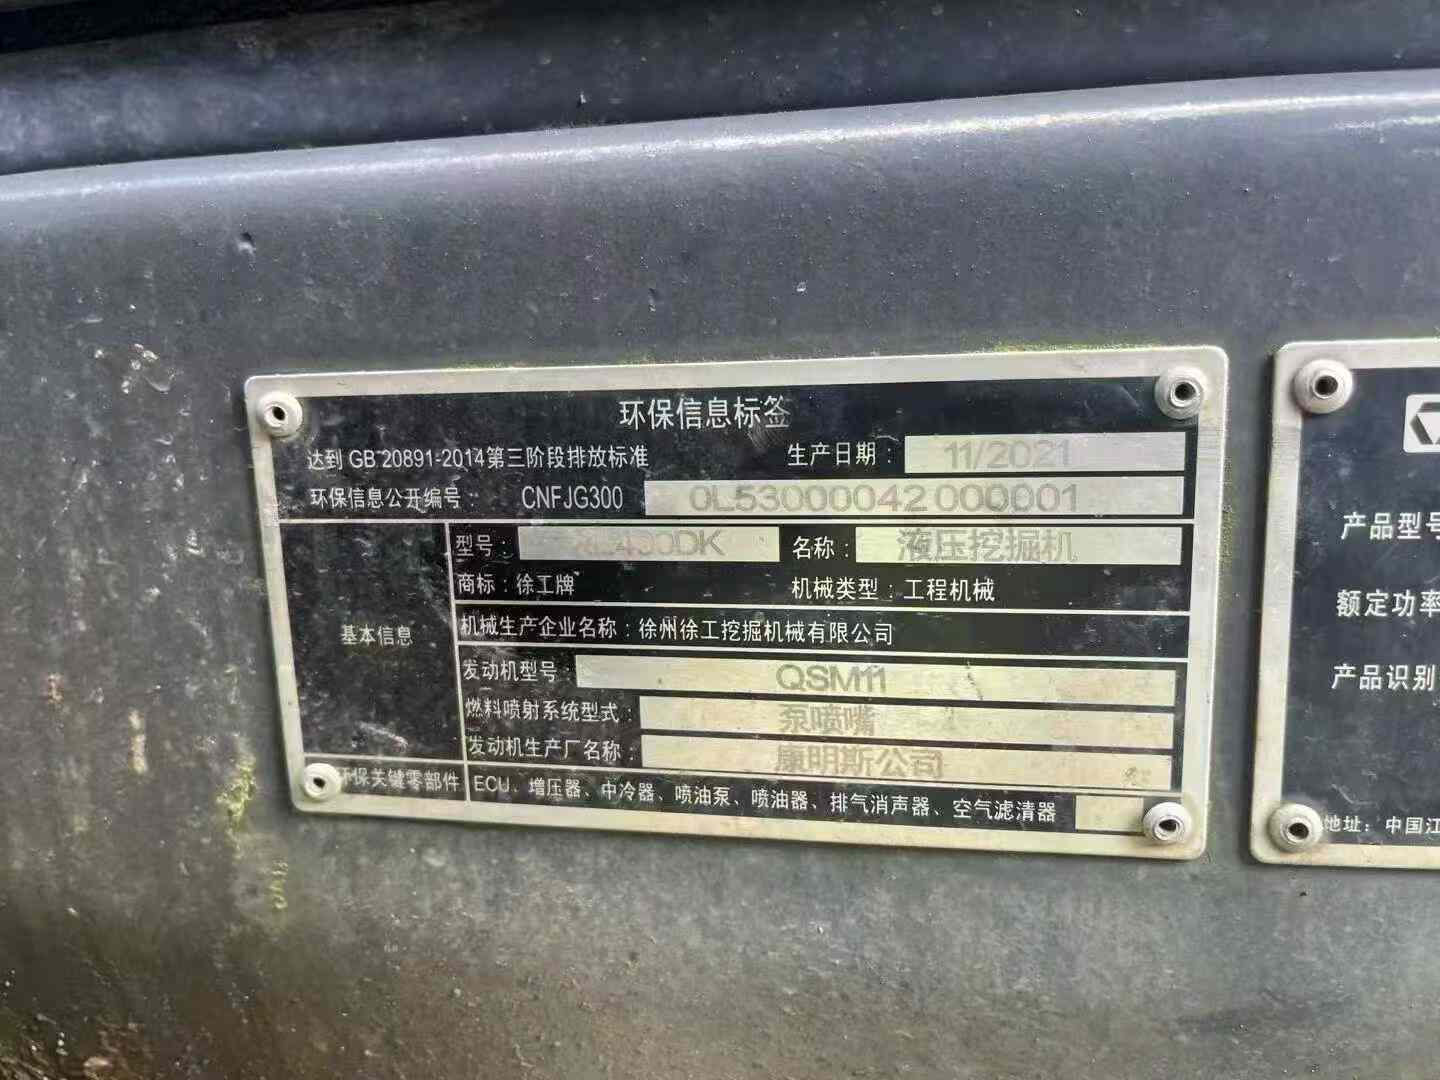 环保信息标签
达到 GB 20891-2014第三阶段排放标准 生产日期: 11/2021
环保信息公开编号: CNFJG300 0L53000042 000001
型号: 名称: 液压挖掘机
商标: 徐工牌 机械类型: 工程机械
基本信息
机械生产企业名称: 徐州徐工挖掘机械有限公司
发动机型号: QSM11
燃料喷射系统型式: 泵喷嘴
发动机生产厂名称: 康明斯公司
环保关键零部件 ECU、增压器、中冷器、喷油泵、喷油器、排气消声器、空气滤清器
产品型号
额定功率
产品识别
地址: 中国江